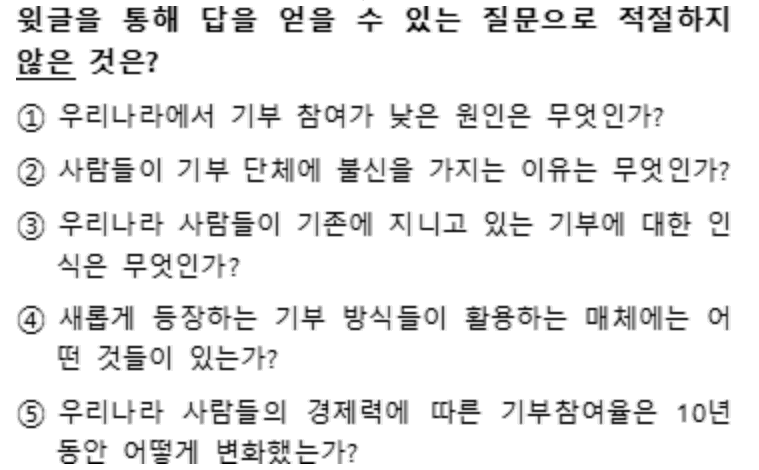 윗글을 통해 답을 얻을 수 있는 질문으로 적절하지
않은 것은?
① 우리나라에서 기부 참여가 낮은 원인은 무엇인가?
② 사람들이 기부 단체에 불신을 가지는 이유는 무엇인가?
③ 우리나라 사람들이 기존에 지니고 있는 기부에 대한 인
식은 무엇인가?
④ 새롭게 등장하는 기부 방식들이 활용하는 매체에는 어
떤 것들이 있는가?
⑤ 우리나라 사람들의 경제력에 따른 기부참여율은 10년
동안 어떻게 변화했는가?